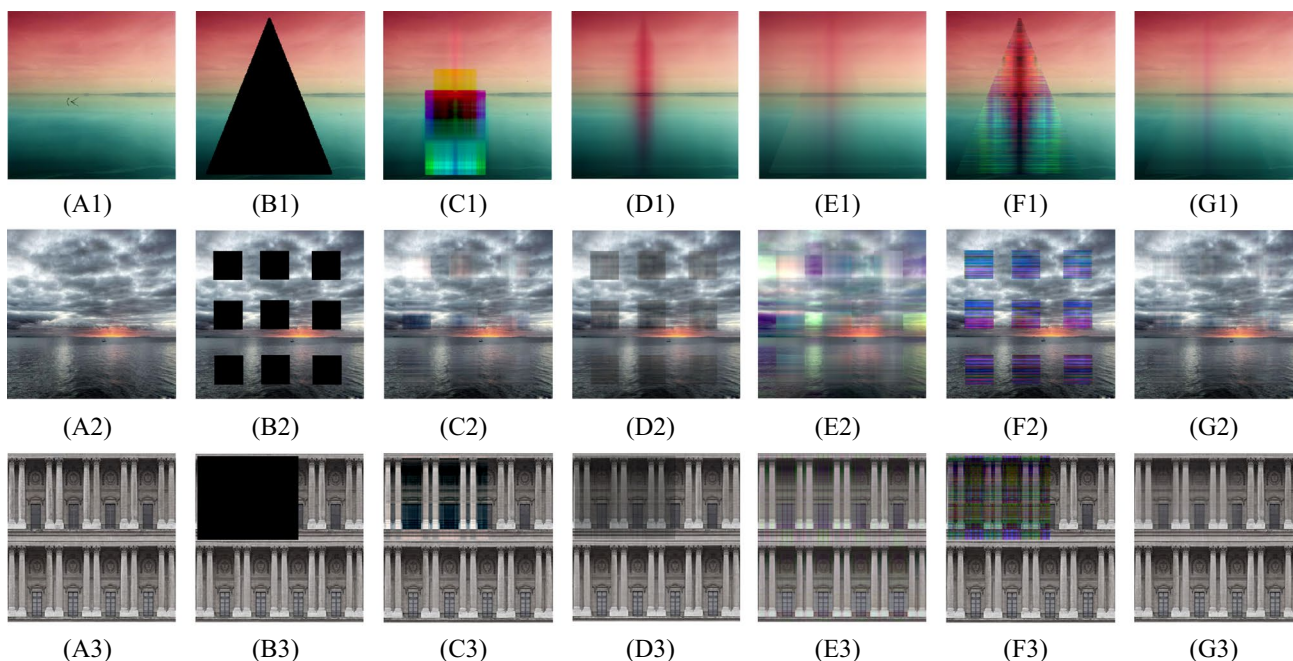 (A1) (B1) (C1) (D1) (E1) (F1) (G1)
(A2) (B2) (C2) (D2) (E2) (F2) (G2)
(A3) (B3) (C3) (D3) (E3) (F3) (G3)